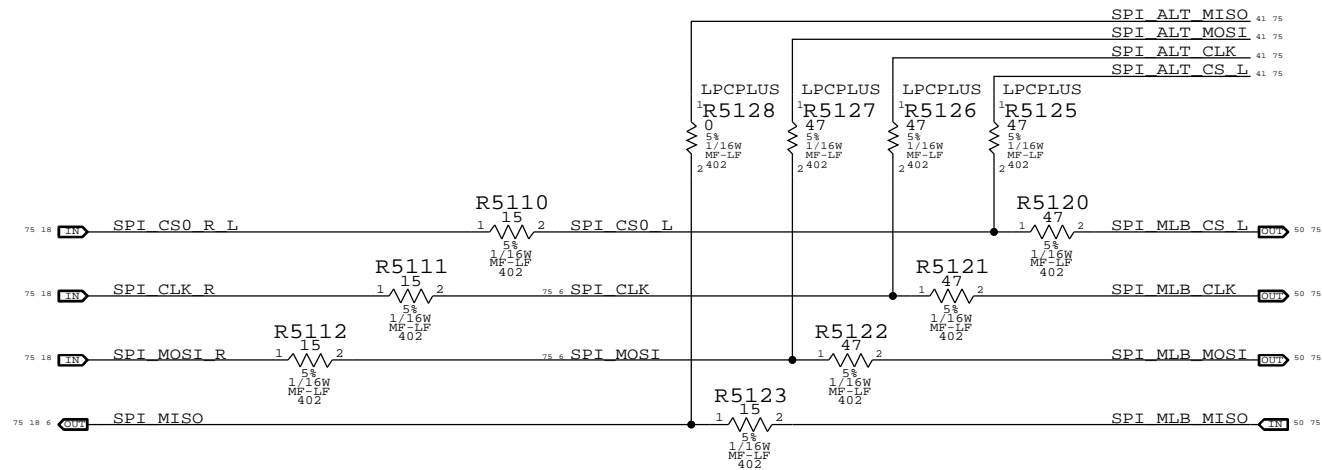 SPI_ALT_MISO 41 75
SPI_ALT_MOSI 41 75
SPI_ALT_CLK 41 75
SPI_ALT_CS_L 41 75
LPCPLUS LPCPLUS LPCPLUS LPCPLUS
1 R5128 1 R5127 1 R5126 1 R5125
0 47 47 47
5% 5% 5% 5%
1/16W 1/16W 1/16W 1/16W
MF-LF MF-LF MF-LF MF-LF
2 402 2 402 2 402 2 402
R5110 R5120
75 18 IN SPI_CS0_R_L 1 15 2 SPI_CS0_L 1 47 2 SPI_MLB_CS_L OUT 50 75
5% 5%
1/16W 1/16W
MF-LF MF-LF
402 402
R5111 R5121
75 18 IN SPI_CLK_R 1 15 2 75 6 SPI_CLK 1 47 2 SPI_MLB_CLK OUT 50 75
5% 5%
1/16W 1/16W
MF-LF MF-LF
402 402
R5112 R5122
75 18 IN SPI_MOSI_R 1 15 2 75 6 SPI_MOSI 1 47 2 SPI_MLB_MOSI OUT 50 75
5% 5%
1/16W 1/16W
MF-LF MF-LF
402 402
R5123
75 18 6 OUT SPI_MISO 1 15 2 SPI_MLB_MISO IN 50 75
5%
1/16W
MF-LF
402